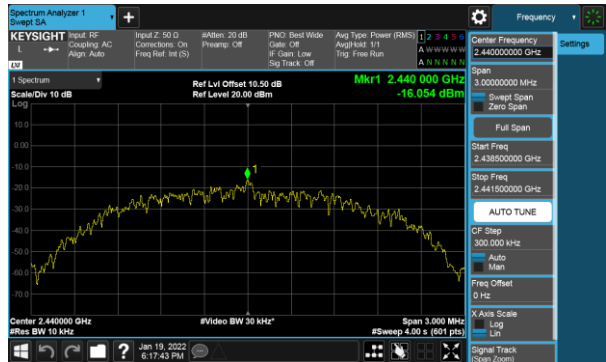 Spectrum Analyzer 1
Swept SA
Frequency
KEYSIGHT
L
LXI
Input: RF
Coupling: AC
Align: Auto
Input Z: 50 Ω
Corrections: On
Freq Ref: Int (S)
#Atten: 20 dB
Preamp: Off
PNO: Best Wide
Gate: Off
IF Gain: Low
Sig Track: Off
Avg Type: Power (RMS)
Avg|Hold: 1/1
Trig: Free Run
1 2 3 4 5 6
A W W W W W
A N N N N N
Center Frequency
2.440000000 GHz
Settings
Span
3.00000000 MHz
Swept Span
Zero Span
Full Span
Start Freq
2.438500000 GHz
Stop Freq
2.441500000 GHz
AUTO TUNE
CF Step
300.000 kHz
Auto
Man
Freq Offset
0 Hz
X Axis Scale
Log
Lin
Signal Track
(Span Zoom)
1 Spectrum
Scale/Div 10 dB
Log
Ref Lvl Offset 10.50 dB
Ref Level 20.00 dBm
Mkr1 2.440 000 GHz
-16.054 dBm
1
10.0
0.00
-10.0
-20.0
-30.0
-40.0
-50.0
-60.0
-70.0
Center 2.440000 GHz
#Res BW 10 kHz
#Video BW 30 kHz*
Span 3.000 MHz
#Sweep 4.00 s (601 pts)
?
Jan 19, 2022
6:17:43 PM